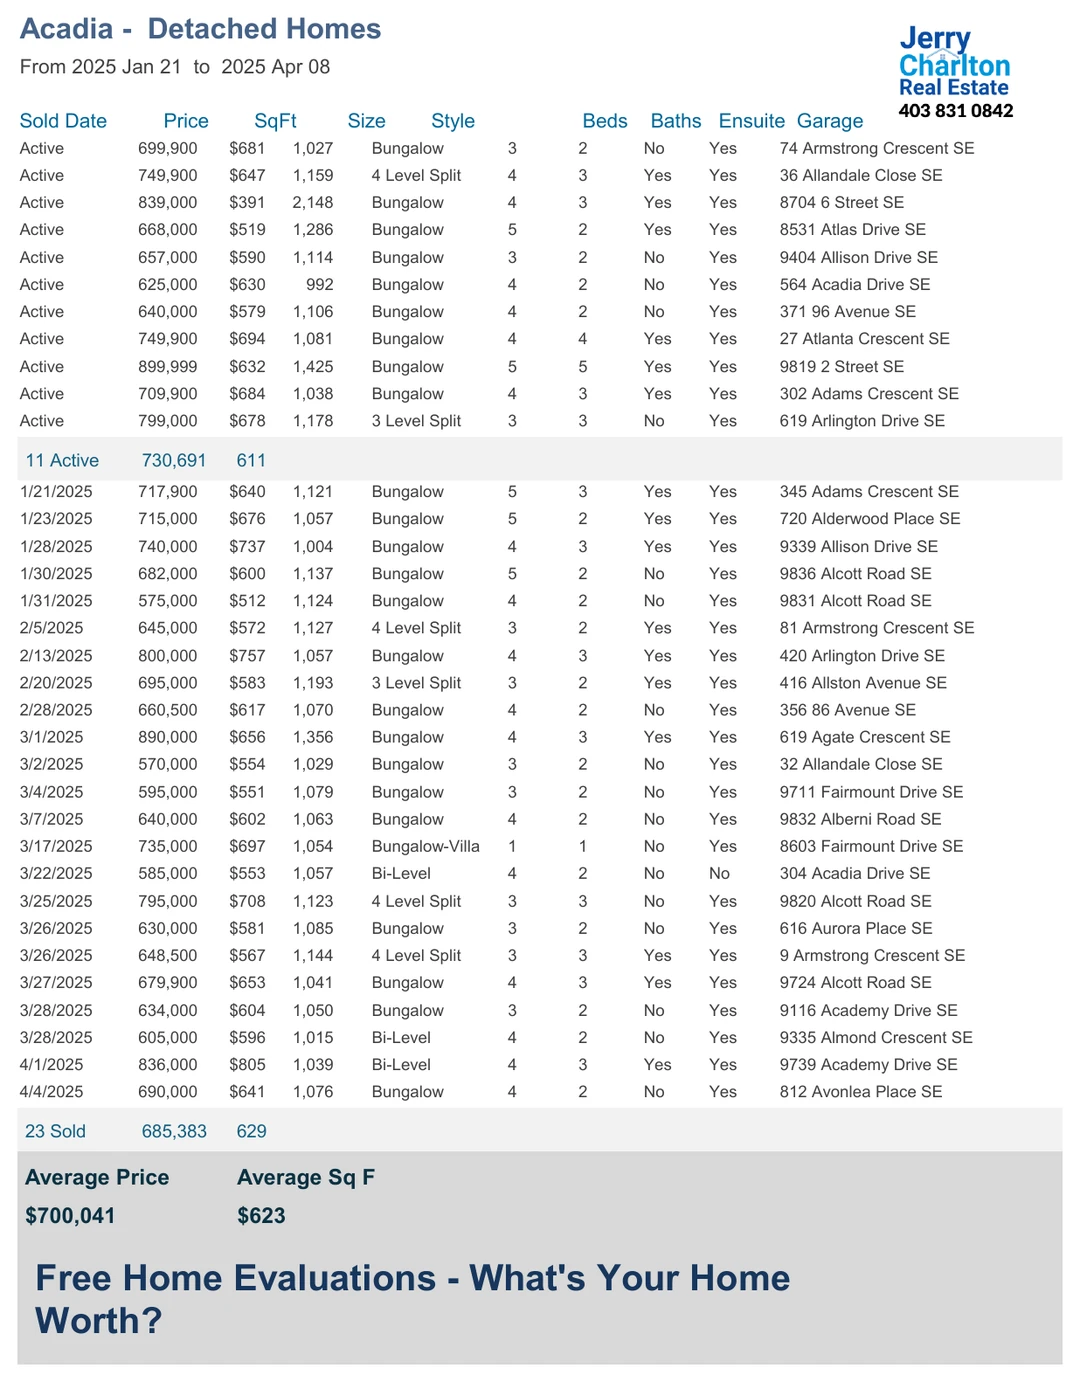 Acadia - Detached Homes
From 2025 Jan 21 to 2025 Apr 08
Jerry
Charlton
Real Estate
403 831 0842
Sold Date Price SqFt Size Style Beds Baths Ensuite Garage
Active 699,900 $681 1,027 Bungalow 3 2 No Yes 74 Armstrong Crescent SE
Active 749,900 $647 1,159 4 Level Split 4 3 Yes Yes 36 Allandale Close SE
Active 839,000 $391 2,148 Bungalow 4 3 Yes Yes 8704 6 Street SE
Active 668,000 $519 1,286 Bungalow 5 2 Yes Yes 8531 Atlas Drive SE
Active 657,000 $590 1,114 Bungalow 3 2 No Yes 9404 Allison Drive SE
Active 625,000 $630 992 Bungalow 4 2 No Yes 564 Acadia Drive SE
Active 640,000 $579 1,106 Bungalow 4 2 No Yes 371 96 Avenue SE
Active 749,900 $694 1,081 Bungalow 4 4 Yes Yes 27 Atlanta Crescent SE
Active 899,999 $632 1,425 Bungalow 5 5 Yes Yes 9819 2 Street SE
Active 709,900 $684 1,038 Bungalow 4 3 Yes Yes 302 Adams Crescent SE
Active 799,000 $678 1,178 3 Level Split 3 3 No Yes 619 Arlington Drive SE
11 Active 730,691 611
1/21/2025 717,900 $640 1,121 Bungalow 5 3 Yes Yes 345 Adams Crescent SE
1/23/2025 715,000 $676 1,057 Bungalow 5 2 Yes Yes 720 Alderwood Place SE
1/28/2025 740,000 $737 1,004 Bungalow 4 3 Yes Yes 9339 Allison Drive SE
1/30/2025 682,000 $600 1,137 Bungalow 5 2 No Yes 9836 Alcott Road SE
1/31/2025 575,000 $512 1,124 Bungalow 4 2 No Yes 9831 Alcott Road SE
2/5/2025 645,000 $572 1,127 4 Level Split 3 2 Yes Yes 81 Armstrong Crescent SE
2/13/2025 800,000 $757 1,057 Bungalow 4 3 Yes Yes 420 Arlington Drive SE
2/20/2025 695,000 $583 1,193 3 Level Split 3 2 Yes Yes 416 Allston Avenue SE
2/28/2025 660,500 $617 1,070 Bungalow 4 2 No Yes 356 86 Avenue SE
3/1/2025 890,000 $656 1,356 Bungalow 4 3 Yes Yes 619 Agate Crescent SE
3/2/2025 570,000 $554 1,029 Bungalow 3 2 No Yes 32 Allandale Close SE
3/4/2025 595,000 $551 1,079 Bungalow 3 2 No Yes 9711 Fairmount Drive SE
3/7/2025 640,000 $602 1,063 Bungalow 4 2 No Yes 9832 Alberni Road SE
3/17/2025 735,000 $697 1,054 Bungalow-Villa 1 1 No Yes 8603 Fairmount Drive SE
3/22/2025 585,000 $553 1,057 Bi-Level 4 2 No No 304 Acadia Drive SE
3/25/2025 795,000 $708 1,123 4 Level Split 3 3 No Yes 9820 Alcott Road SE
3/26/2025 630,000 $581 1,085 Bungalow 3 2 No Yes 616 Aurora Place SE
3/26/2025 648,500 $567 1,144 4 Level Split 3 3 Yes Yes 9 Armstrong Crescent SE
3/27/2025 679,900 $653 1,041 Bungalow 4 3 Yes Yes 9724 Alcott Road SE
3/28/2025 634,000 $604 1,050 Bungalow 3 2 No Yes 9116 Academy Drive SE
3/28/2025 605,000 $596 1,015 Bi-Level 4 2 No Yes 9335 Almond Crescent SE
4/1/2025 836,000 $805 1,039 Bi-Level 4 3 Yes Yes 9739 Academy Drive SE
4/4/2025 690,000 $641 1,076 Bungalow 4 2 No Yes 812 Avonlea Place SE
23 Sold 685,383 629
Average Price Average Sq F
$700,041 $623
Free Home Evaluations - What's Your Home
Worth?